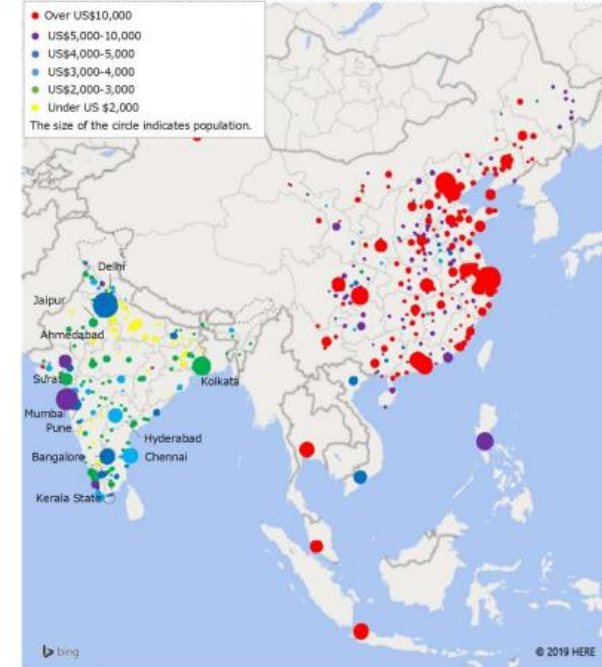 Over US$10,000
US$5,000-10,000
US$4,000-5,000
US$3,000-4,000
US$2,000-3,000
Under US $2,000
The size of the circle indicates population.
Delhi
Jaipur
Ahmedabad
Surat
Kolkata
Mumbai
Pune
Hyderabad
Bangalore
Chennai
Kerala State
bing
© 2019 HERE